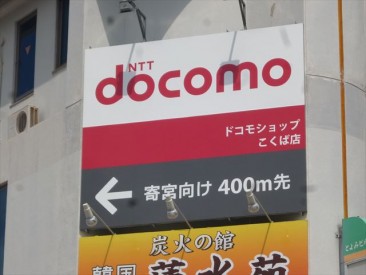 NTT
docomo
ドコモショップ
こくば店
← 寄宮向け 400m先
炭火の館
韓国